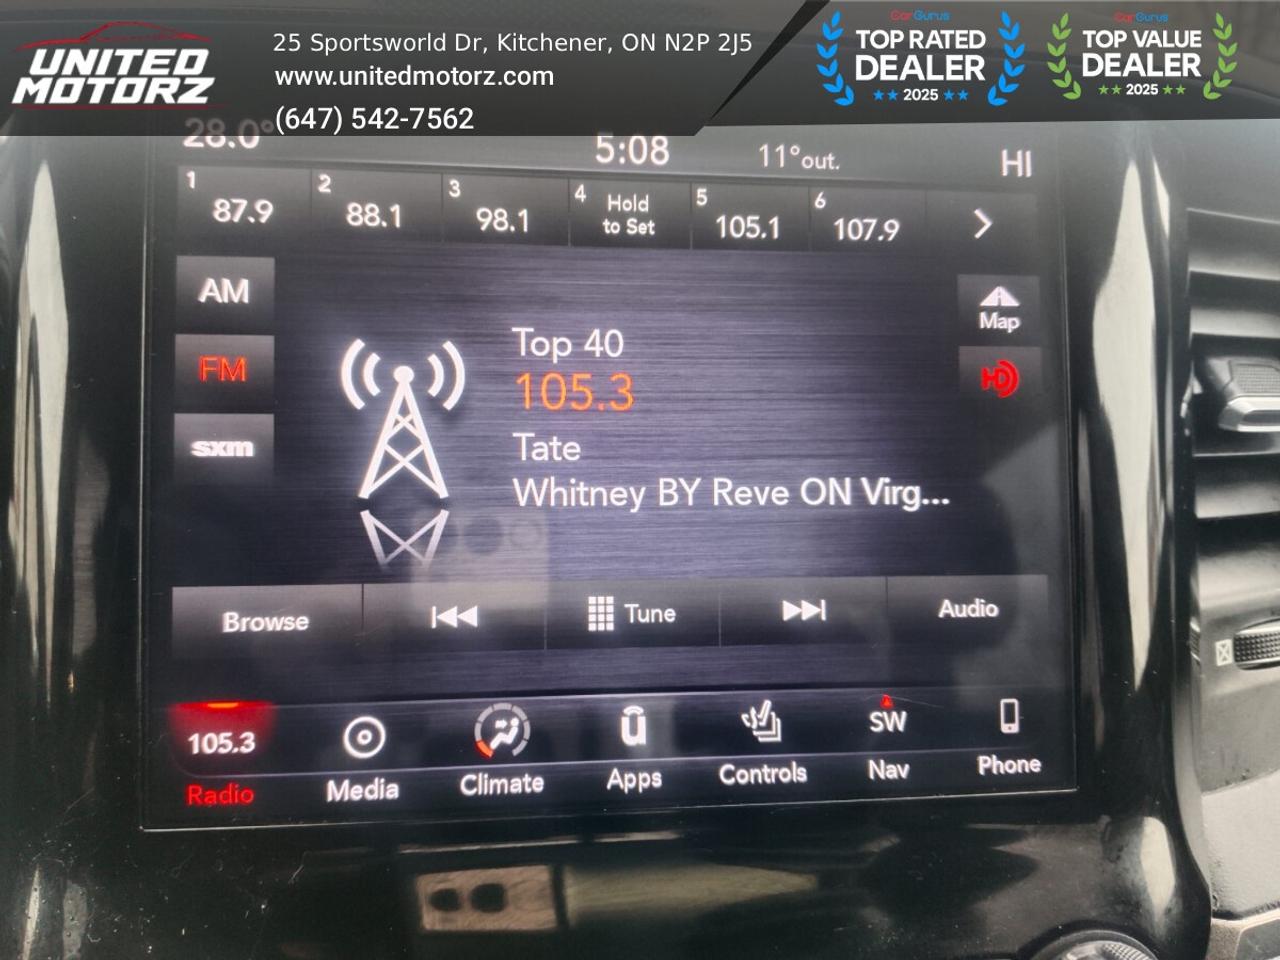 UNITED
MOTORZ
25 Sportsworld Dr, Kitchener, ON N2P 2J5
www.unitedmotorz.com
(647) 542-7562
CarGurus
TOP RATED
DEALER
2025
CarGurus
TOP VALUE
DEALER
2025
28.0°
5:08
11°out.
HI
1
87.9
2
88.1
3
98.1
4
Hold
to Set
5
105.1
6
107.9
AM
FM
sxm
Top 40
105.3
Tate
Whitney BY Reve ON Virg...
Map
HD
Browse
Tune
Audio
105.3
Radio
Media
Climate
Apps
Controls
SW
Nav
Phone